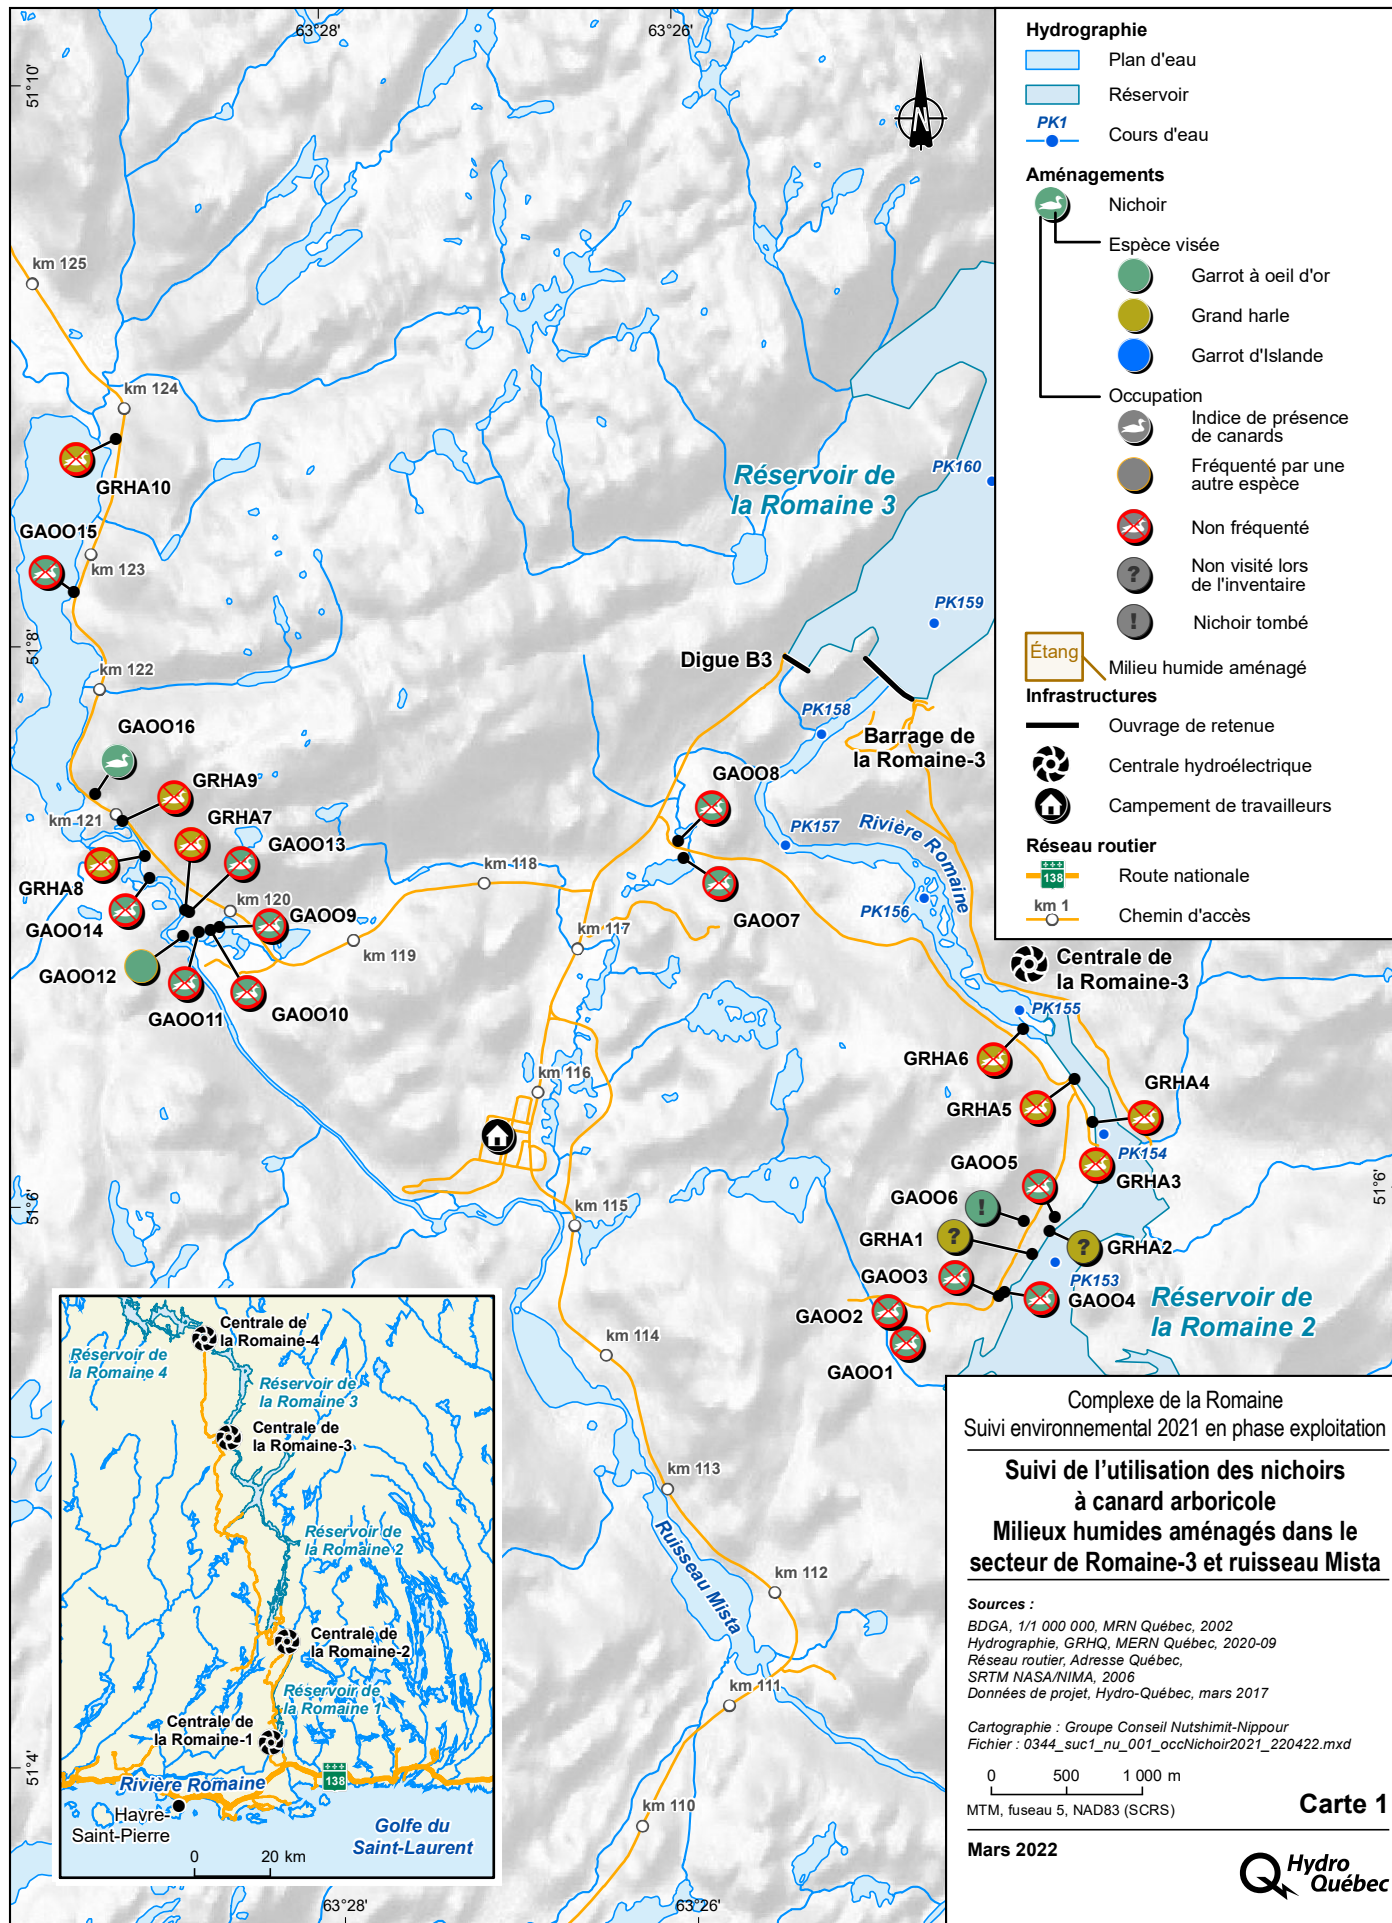 63°28'
63°26'
51°10'
51°8'
51°6'
51°4'
51°6'
63°28'
63°26'
N
Hydrographie
Plan d'eau
Réservoir
PK1
Cours d'eau
Aménagements
Nichoir
Espèce visée
Garrot à oeil d'or
Grand harle
Garrot d'Islande
Occupation
Indice de présence
de canards
Fréquenté par une
autre espèce
Non fréquenté
?
Non visité lors
de l'inventaire
!
Nichoir tombé
Étang
Milieu humide aménagé
Infrastructures
Ouvrage de retenue
Centrale hydroélectrique
Campement de travailleurs
Réseau routier
138
Route nationale
km 1
Chemin d'accès
km 125
km 124
GRHA10
GAOO15
km 123
km 122
GAOO16
GRHA9
km 121
GRHA7
GAOO13
GRHA8
GAOO14
km 120
GAOO9
GAOO12
GAOO11
GAOO10
km 119
km 118
km 117
km 116
km 115
km 114
km 113
km 112
km 111
km 110
Réservoir de
la Romaine 3
PK160
PK159
Digue B3
PK158
Barrage de
la Romaine-3
GAOO8
PK157
Rivière Romaine
GAOO7
PK156
Centrale de
la Romaine-3
PK155
GRHA6
GRHA5
GRHA4
PK154
GRHA3
GAOO5
GAOO6
!
GRHA1
?
?
GRHA2
GAOO3
PK153
GAOO4
GAOO2
GAOO1
Réservoir de
la Romaine 2
Ruisseau Mista
Centrale de
la Romaine-4
Réservoir de
la Romaine 4
Réservoir de
la Romaine 3
Centrale de
la Romaine-3
Réservoir de
la Romaine 2
Centrale de
la Romaine-2
Réservoir de
la Romaine 1
Centrale de
la Romaine-1
138
Rivière Romaine
Havre-
Saint-Pierre
Golfe du
Saint-Laurent
0 20 km
Complexe de la Romaine
Suivi environnemental 2021 en phase exploitation
Suivi de l'utilisation des nichoirs
à canard arboricole
Milieux humides aménagés dans le
secteur de Romaine-3 et ruisseau Mista
Sources :
BDGA, 1/1 000 000, MRN Québec, 2002
Hydrographie, GRHQ, MERN Québec, 2020-09
Réseau routier, Adresse Québec,
SRTM NASA/NIMA, 2006
Données de projet, Hydro-Québec, mars 2017
Cartographie : Groupe Conseil Nutshimit-Nippour
Fichier : 0344_suc1_nu_001_occNichoir2021_220422.mxd
0 500 1 000 m
MTM, fuseau 5, NAD83 (SCRS)
Carte 1
Mars 2022
Hydro
Québec